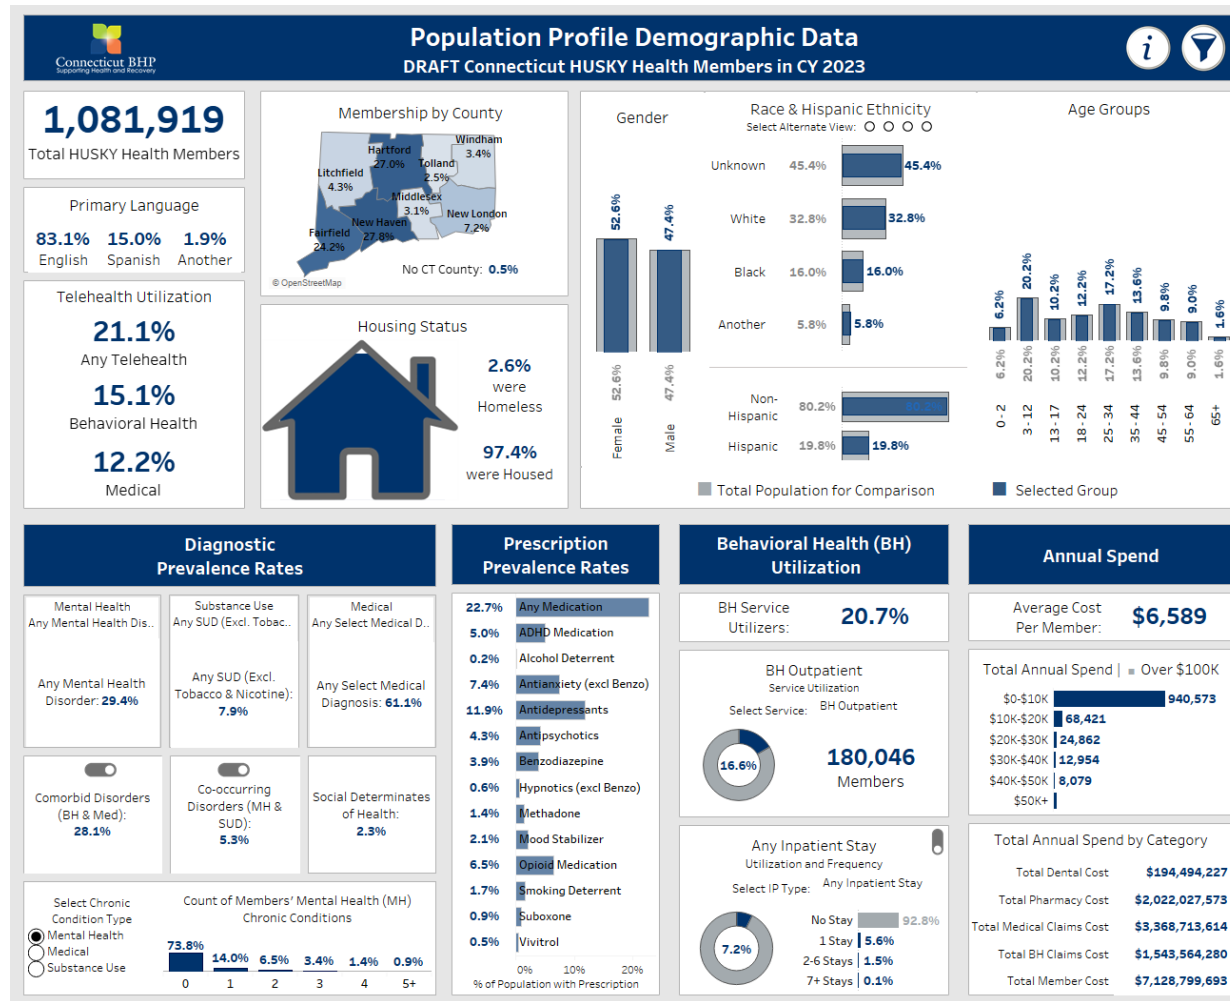 Connecticut BHP
Supporting Health and Recovery
Population Profile Demographic Data
DRAFT Connecticut HUSKY Health Members in CY 2023
i
1,081,919
Total HUSKY Health Members
Primary Language
83.1% 15.0% 1.9%
English Spanish Another
Telehealth Utilization
21.1%
Any Telehealth
15.1%
Behavioral Health
12.2%
Medical
Membership by County
Windham
3.4%
Hartford
27.0%
Tolland
2.5%
Litchfield
4.3%
Middlesex
3.1%
New London
7.2%
New Haven
27.8%
Fairfield
24.2%
No CT County: 0.5%
© OpenStreetMap
Housing Status
2.6%
were
Homeless
97.4%
were Housed
Gender
52.6% 47.4%
52.6% 47.4%
Female Male
Race & Hispanic Ethnicity
Select Alternate View:
Unknown 45.4% 45.4%
White 32.8% 32.8%
Black 16.0% 16.0%
Another 5.8% 5.8%
Non-
Hispanic 80.2% 80.2%
Hispanic 19.8% 19.8%
Age Groups
6.2% 20.2% 10.2% 12.2% 17.2% 13.6% 9.8% 9.0% 1.6%
6.2% 20.2% 10.2% 12.2% 17.2% 13.6% 9.8% 9.0% 1.6%
0 - 2 3 - 12 13 - 17 18 - 24 25 - 34 35 - 44 45 - 54 55 - 64 65+
Total Population for Comparison Selected Group
Diagnostic
Prevalence Rates
Mental Health
Any Mental Health Dis..
Any Mental Health
Disorder: 29.4%
Substance Use
Any SUD (Excl. Tobac..
Any SUD (Excl.
Tobacco & Nicotine):
7.9%
Medical
Any Select Medical D..
Any Select Medical
Diagnosis: 61.1%
Comorbid Disorders
(BH & Med):
28.1%
Co-occurring
Disorders (MH &
SUD):
5.3%
Social Determinates
of Health:
2.3%
Select Chronic
Condition Type
Mental Health
Medical
Substance Use
Count of Members' Mental Health (MH)
Chronic Conditions
73.8% 14.0% 6.5% 3.4% 1.4% 0.9%
0 1 2 3 4 5+
Prescription
Prevalence Rates
22.7% Any Medication
5.0% ADHD Medication
0.2% Alcohol Deterrent
7.4% Antianxiety (excl Benzo)
11.9% Antidepressants
4.3% Antipsychotics
3.9% Benzodiazepine
0.6% Hypnotics (excl Benzo)
1.4% Methadone
2.1% Mood Stabilizer
6.5% Opioid Medication
1.7% Smoking Deterrent
0.9% Suboxone
0.5% Vivitrol
0% 10% 20%
% of Population with Prescription
Behavioral Health (BH)
Utilization
BH Service
Utilizers: 20.7%
BH Outpatient
Service Utilization
Select Service: BH Outpatient
16.6%
180,046
Members
Any Inpatient Stay
Utilization and Frequency
Select IP Type: Any Inpatient Stay
7.2%
No Stay 92.8%
1 Stay 5.6%
2-6 Stays 1.5%
7+ Stays 0.1%
Annual Spend
Average Cost
Per Member: $6,589
Total Annual Spend | Over $100K
$0-$10K 940,573
$10K-$20K 68,421
$20K-$30K 24,862
$30K-$40K 12,954
$40K-$50K 8,079
$50K+
Total Annual Spend by Category
Total Dental Cost $194,494,227
Total Pharmacy Cost $2,022,027,573
Total Medical Claims Cost $3,368,713,614
Total BH Claims Cost $1,543,564,280
Total Member Cost $7,128,799,693